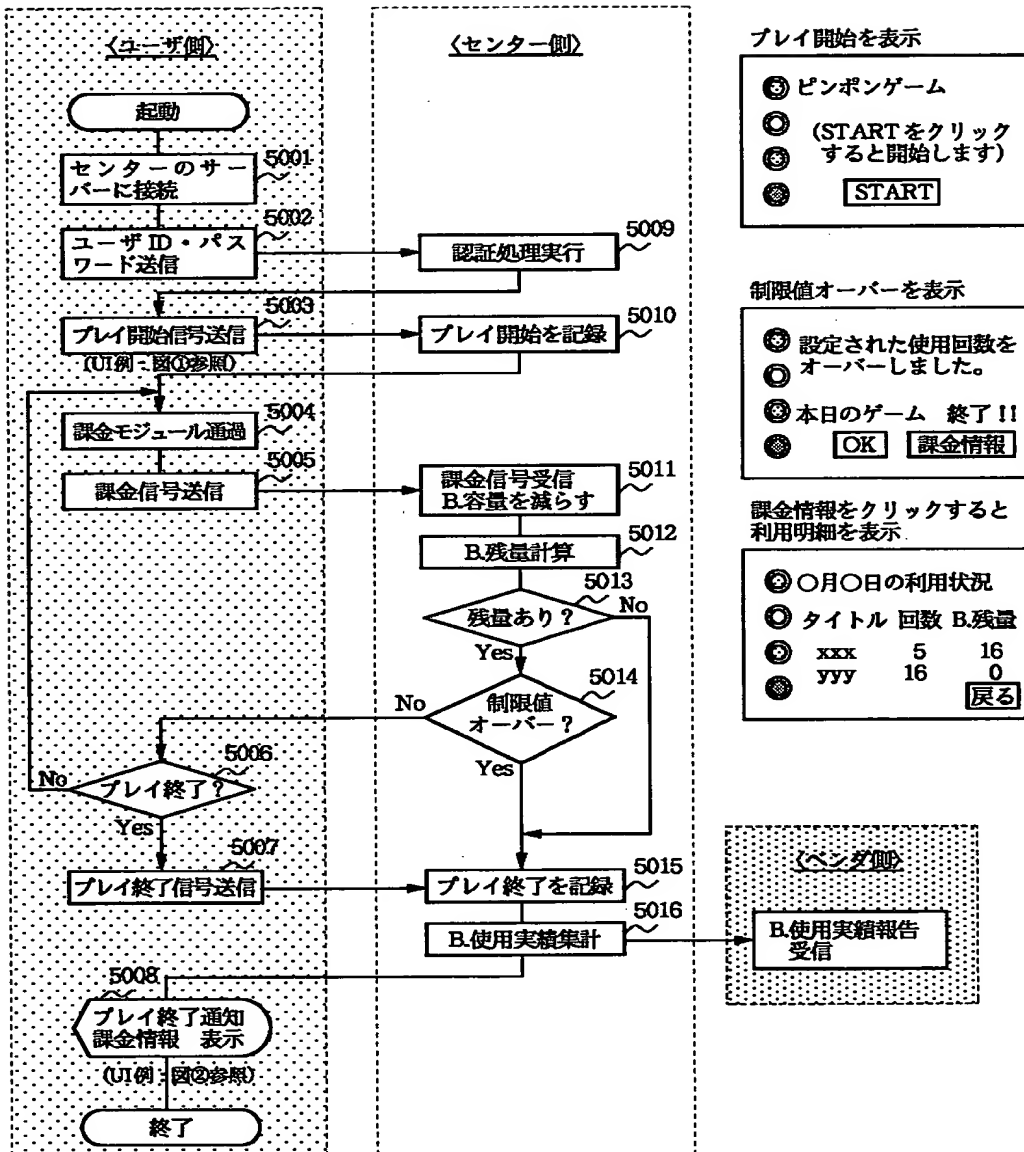 〈ユーザ側〉
起動
5001
センターのサー
バーに接続
5002
ユーザID・パス
ワード送信
5003
プレイ開始信号送信
(UI例：図①参照)
5004
課金モジュール通過
5005
課金信号送信
5006
プレイ終了？
No
Yes
5007
プレイ終了信号送信
5008
プレイ終了通知
課金情報 表示
(UI例：図②参照)
終了
〈センター側〉
5009
認証処理実行
5010
プレイ開始を記録
5011
課金信号受信
B.容量を減らす
5012
B.残量計算
5013
残量あり？
No
Yes
5014
制限値
オーバー？
No
Yes
5015
プレイ終了を記録
5016
B.使用実績集計
〈ベンダ側〉
B.使用実績報告
受信
プレイ開始を表示
ピンポンゲーム
(STARTをクリック
すると開始します)
START
制限値オーバーを表示
設定された使用回数を
オーバーしました。
本日のゲーム 終了!!
OK 課金情報
課金情報をクリックすると
利用明細を表示
〇月〇日の利用状況
タイトル 回数 B.残量
xxx 5 16
yyy 16 0
戻る